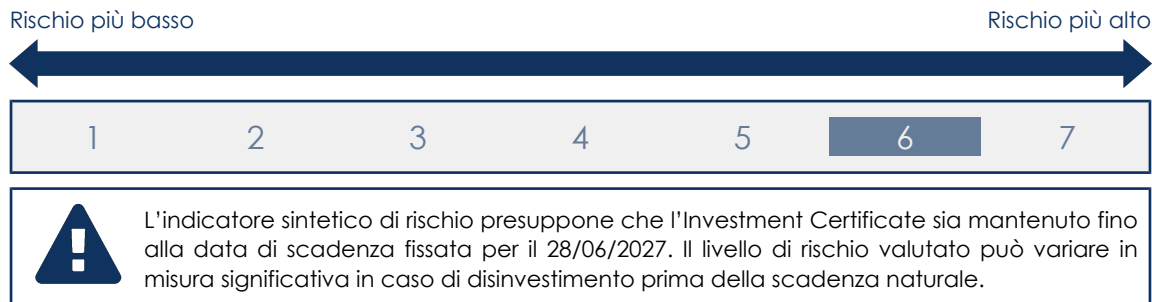 Rischio più basso Rischio più alto
1 2 3 4 5 6 7
L'indicatore sintetico di rischio presuppone che l'Investment Certificate sia mantenuto fino
alla data di scadenza fissata per il 28/06/2027. Il livello di rischio valutato può variare in
misura significativa in caso di disinvestimento prima della scadenza naturale.